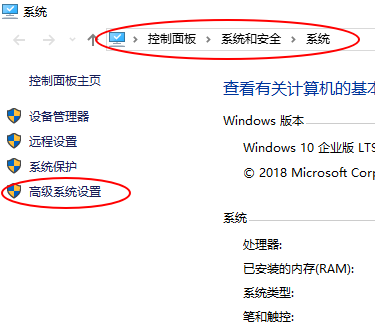 系统
控制面板 > 系统和安全 > 系统
控制面板主页
设备管理器
远程设置
系统保护
高级系统设置
查看有关计算机的基本
Windows 版本
Windows 10 企业版 LTS
© 2018 Microsoft Corp
系统
处理器:
已安装的内存(RAM):
系统类型:
笔和触控: